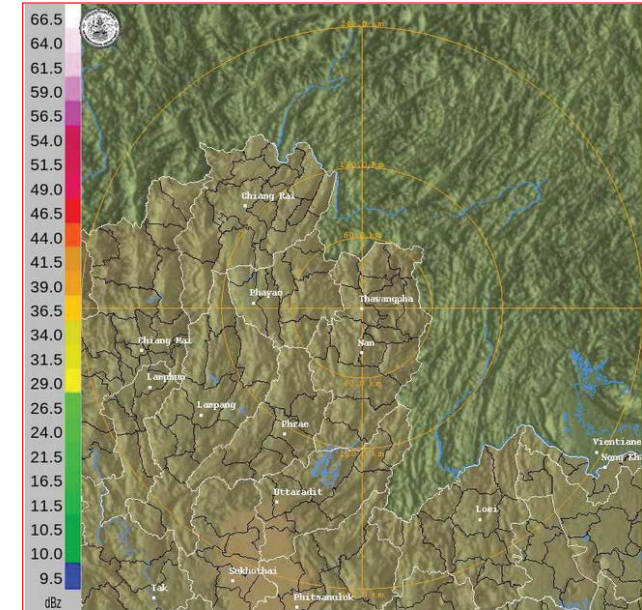 66.5
64.0
61.5
59.0
56.5
54.0
51.5
49.0
46.5
44.0
41.5
39.0
36.5
34.0
31.5
29.0
26.5
24.0
21.5
16.5
11.5
10.5
10.0
9.5
dBz
Chiang Rai
Phayao
Thawangpha
Nan
Chiang Mai
Lamphun
Lampang
Phrae
Uttaradit
Vientiane
Nong Kha
Loei
Sukhothai
Tak
Phitsanulok